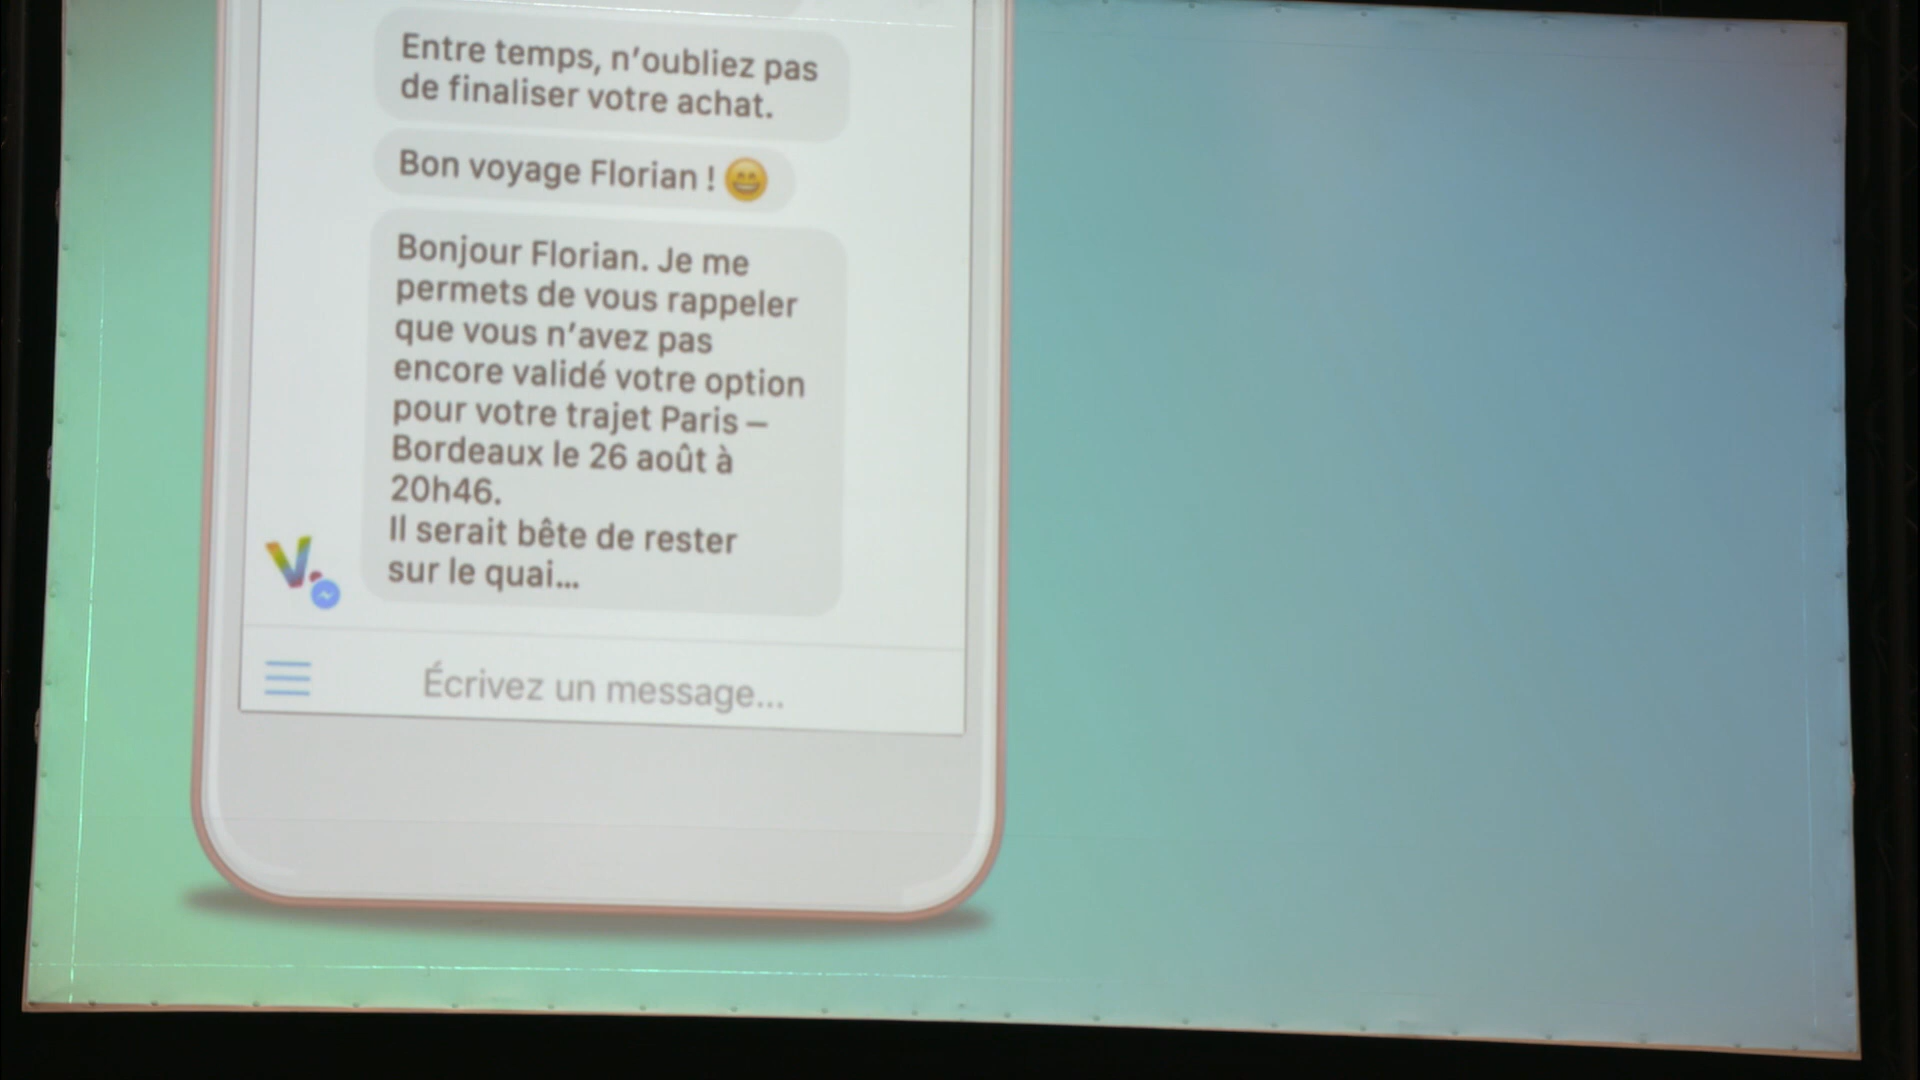 Entre temps, n’oubliez pas
de finaliser votre achat.
Bon voyage Florian ! 😄
Bonjour Florian. Je me
permets de vous rappeler
que vous n’avez pas
encore validé votre option
pour votre trajet Paris –
Bordeaux le 26 août à
20h46.
Il serait bête de rester
sur le quai...
V.
Écrivez un message...